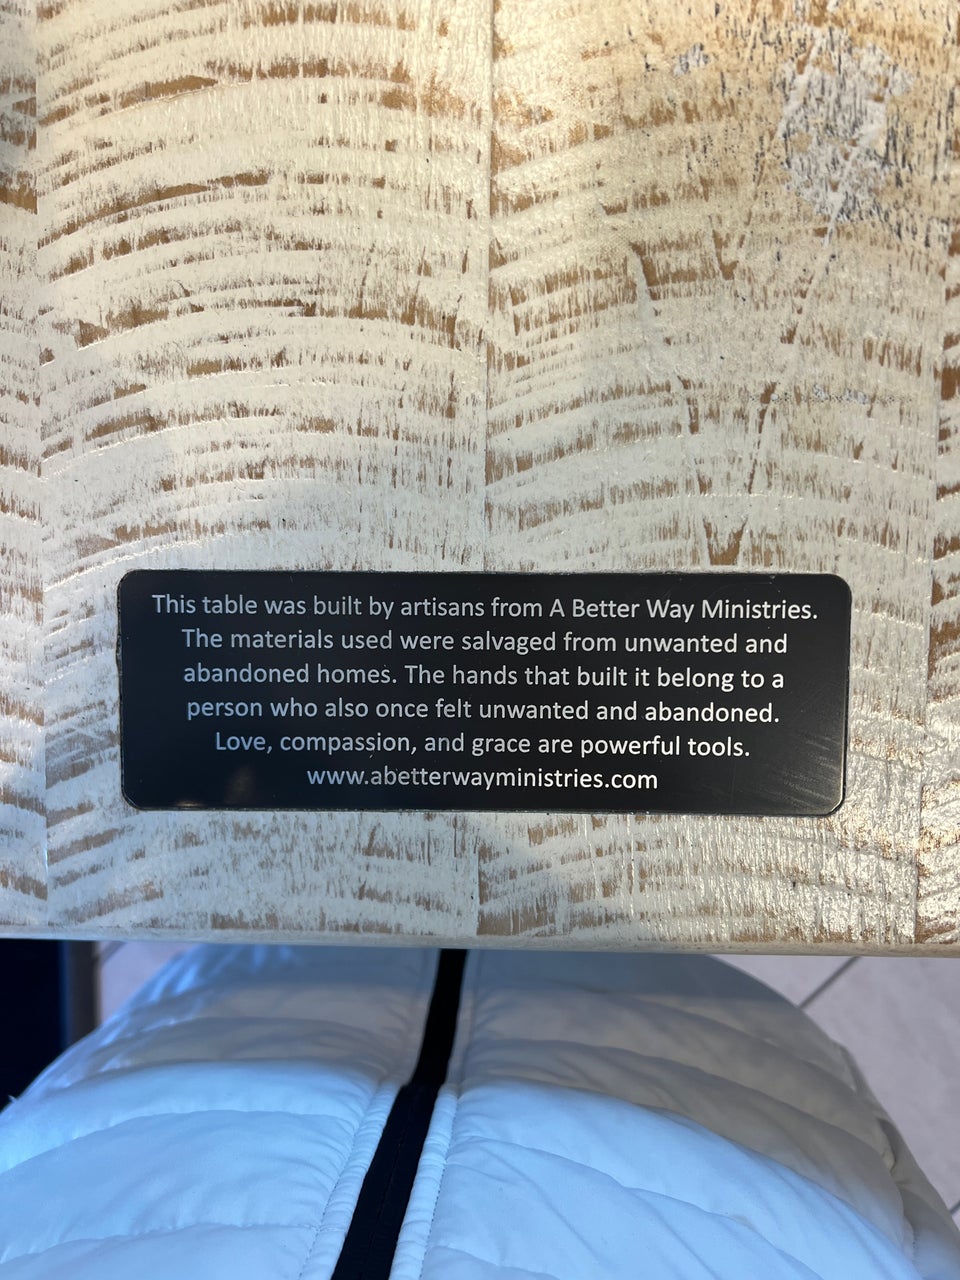 This table was built by artisans from A Better Way Ministries.
The materials used were salvaged from unwanted and
abandoned homes. The hands that built it belong to a
person who also once felt unwanted and abandoned.
Love, compassion, and grace are powerful tools.
www.abetterwayministries.com